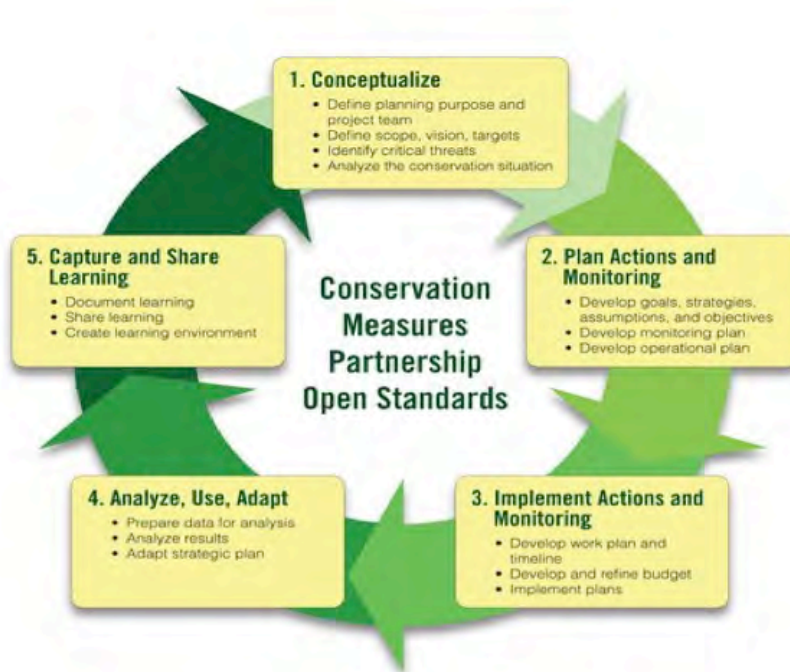 1. Conceptualize
• Define planning purpose and
project team
• Define scope, vision, targets
• Identify critical threats
• Analyze the conservation situation
2. Plan Actions and
Monitoring
• Develop goals, strategies,
assumptions, and objectives
• Develop monitoring plan
• Develop operational plan
3. Implement Actions and
Monitoring
• Develop work plan and
timeline
• Develop and refine budget
• Implement plans
4. Analyze, Use, Adapt
• Prepare data for analysis
• Analyze results
• Adapt strategic plan
5. Capture and Share
Learning
• Document learning
• Share learning
• Create learning environment
Conservation
Measures
Partnership
Open Standards